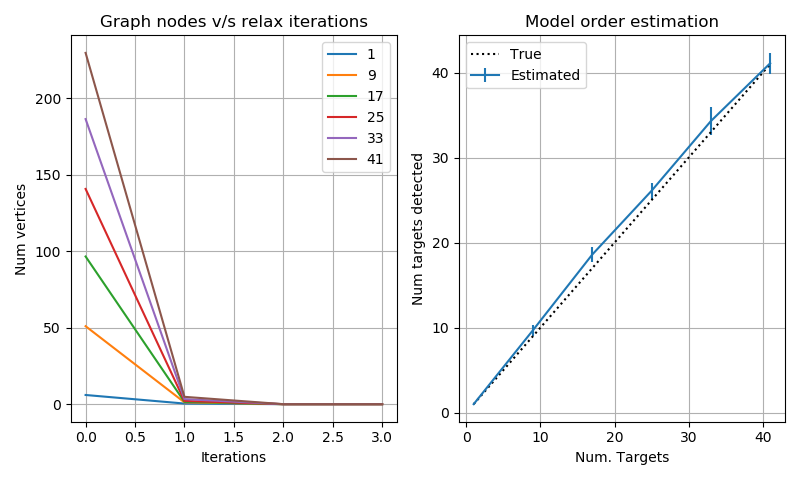 Graph nodes v/s relax iterations
Num vertices
200
150
100
50
0
1
9
17
25
33
41
0.0 0.5 1.0 1.5 2.0 2.5 3.0
Iterations
Model order estimation
Num targets detected
40
30
20
10
0
True
Estimated
0 10 20 30 40
Num. Targets